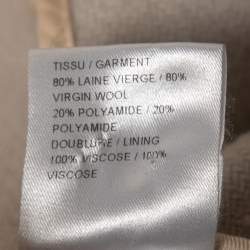 TISSU / GARMENT
80% LAINE VIERGE / 80%
VIRGIN WOOL
20% POLYAMIDE / 20%
POLYAMIDE
DOUBLURE / LINING
100% VISCOSE / 100%
VISCOSE